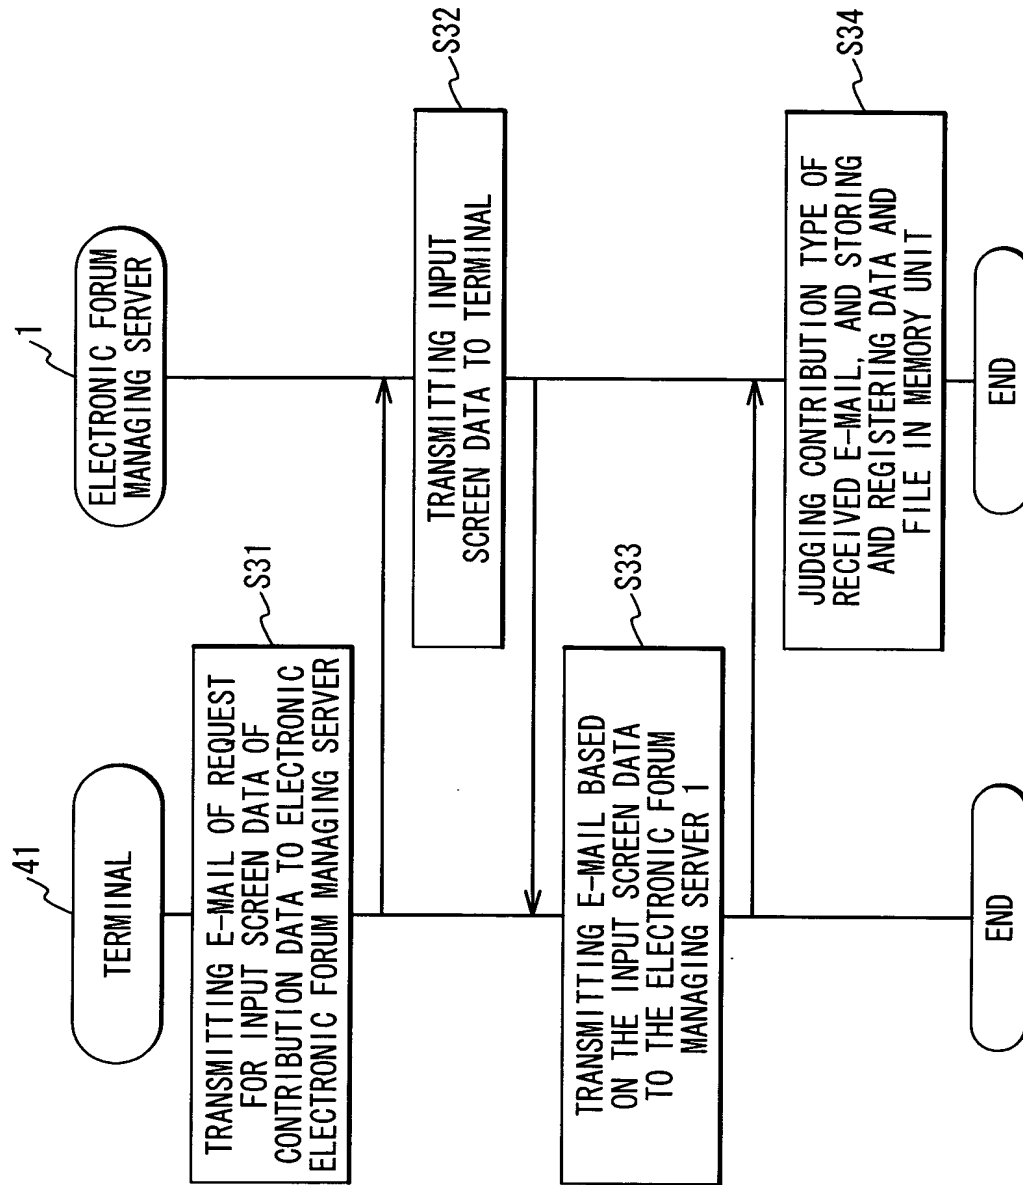 41
TERMINAL
1
ELECTRONIC FORUM
MANAGING SERVER
S31
TRANSMITTING E-MAIL OF REQUEST
FOR INPUT SCREEN DATA OF
CONTRIBUTION DATA TO ELECTRONIC
ELECTRONIC FORUM MANAGING SERVER
S32
TRANSMITTING INPUT
SCREEN DATA TO TERMINAL
S33
TRANSMITTING E-MAIL BASED
ON THE INPUT SCREEN DATA
TO THE ELECTRONIC FORUM
MANAGING SERVER 1
S34
JUDGING CONTRIBUTION TYPE OF
RECEIVED E-MAIL, AND STORING
AND REGISTERING DATA AND
FILE IN MEMORY UNIT
END
END